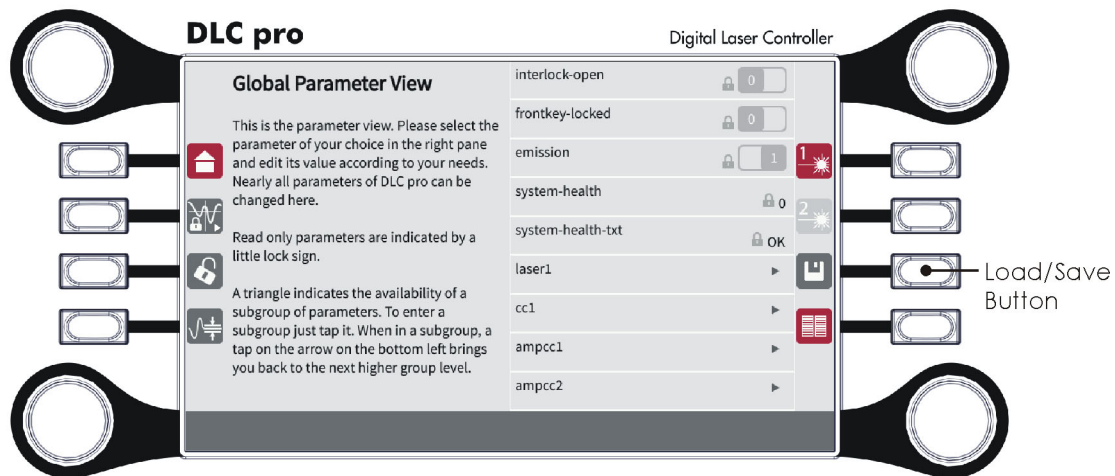 DLC pro
Digital Laser Controller
Global Parameter View
This is the parameter view. Please select the
parameter of your choice in the right pane
and edit its value according to your needs.
Nearly all parameters of DLC pro can be
changed here.
Read only parameters are indicated by a
little lock sign.
A triangle indicates the availability of a
subgroup of parameters. To enter a
subgroup just tap it. When in a subgroup, a
tap on the arrow on the bottom left brings
you back to the next higher group level.
interlock-open 0
frontkey-locked 0
emission 1
system-health 0
system-health-txt OK
laser1
cc1
ampcc1
ampcc2
1
2
Load/Save
Button